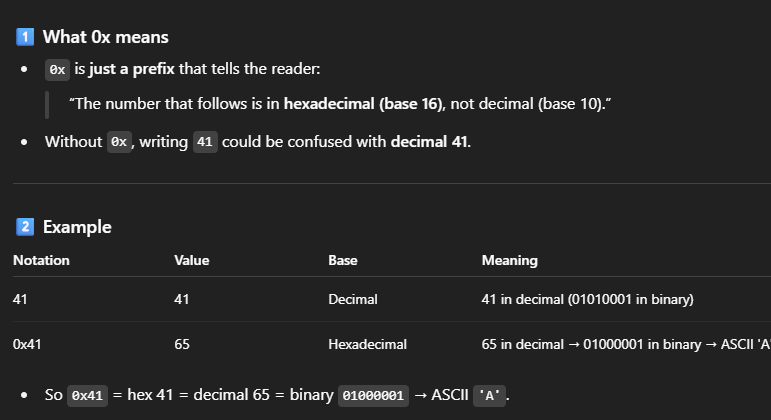 1 What 0x means
• 0x is just a prefix that tells the reader:
“The number that follows is in hexadecimal (base 16), not decimal (base 10).”
• Without 0x, writing 41 could be confused with decimal 41.
2 Example
Notation Value Base Meaning
41 41 Decimal 41 in decimal (01010001 in binary)
0x41 65 Hexadecimal 65 in decimal → 01000001 in binary → ASCII 'A'
• So 0x41 = hex 41 = decimal 65 = binary 01000001 → ASCII 'A'.